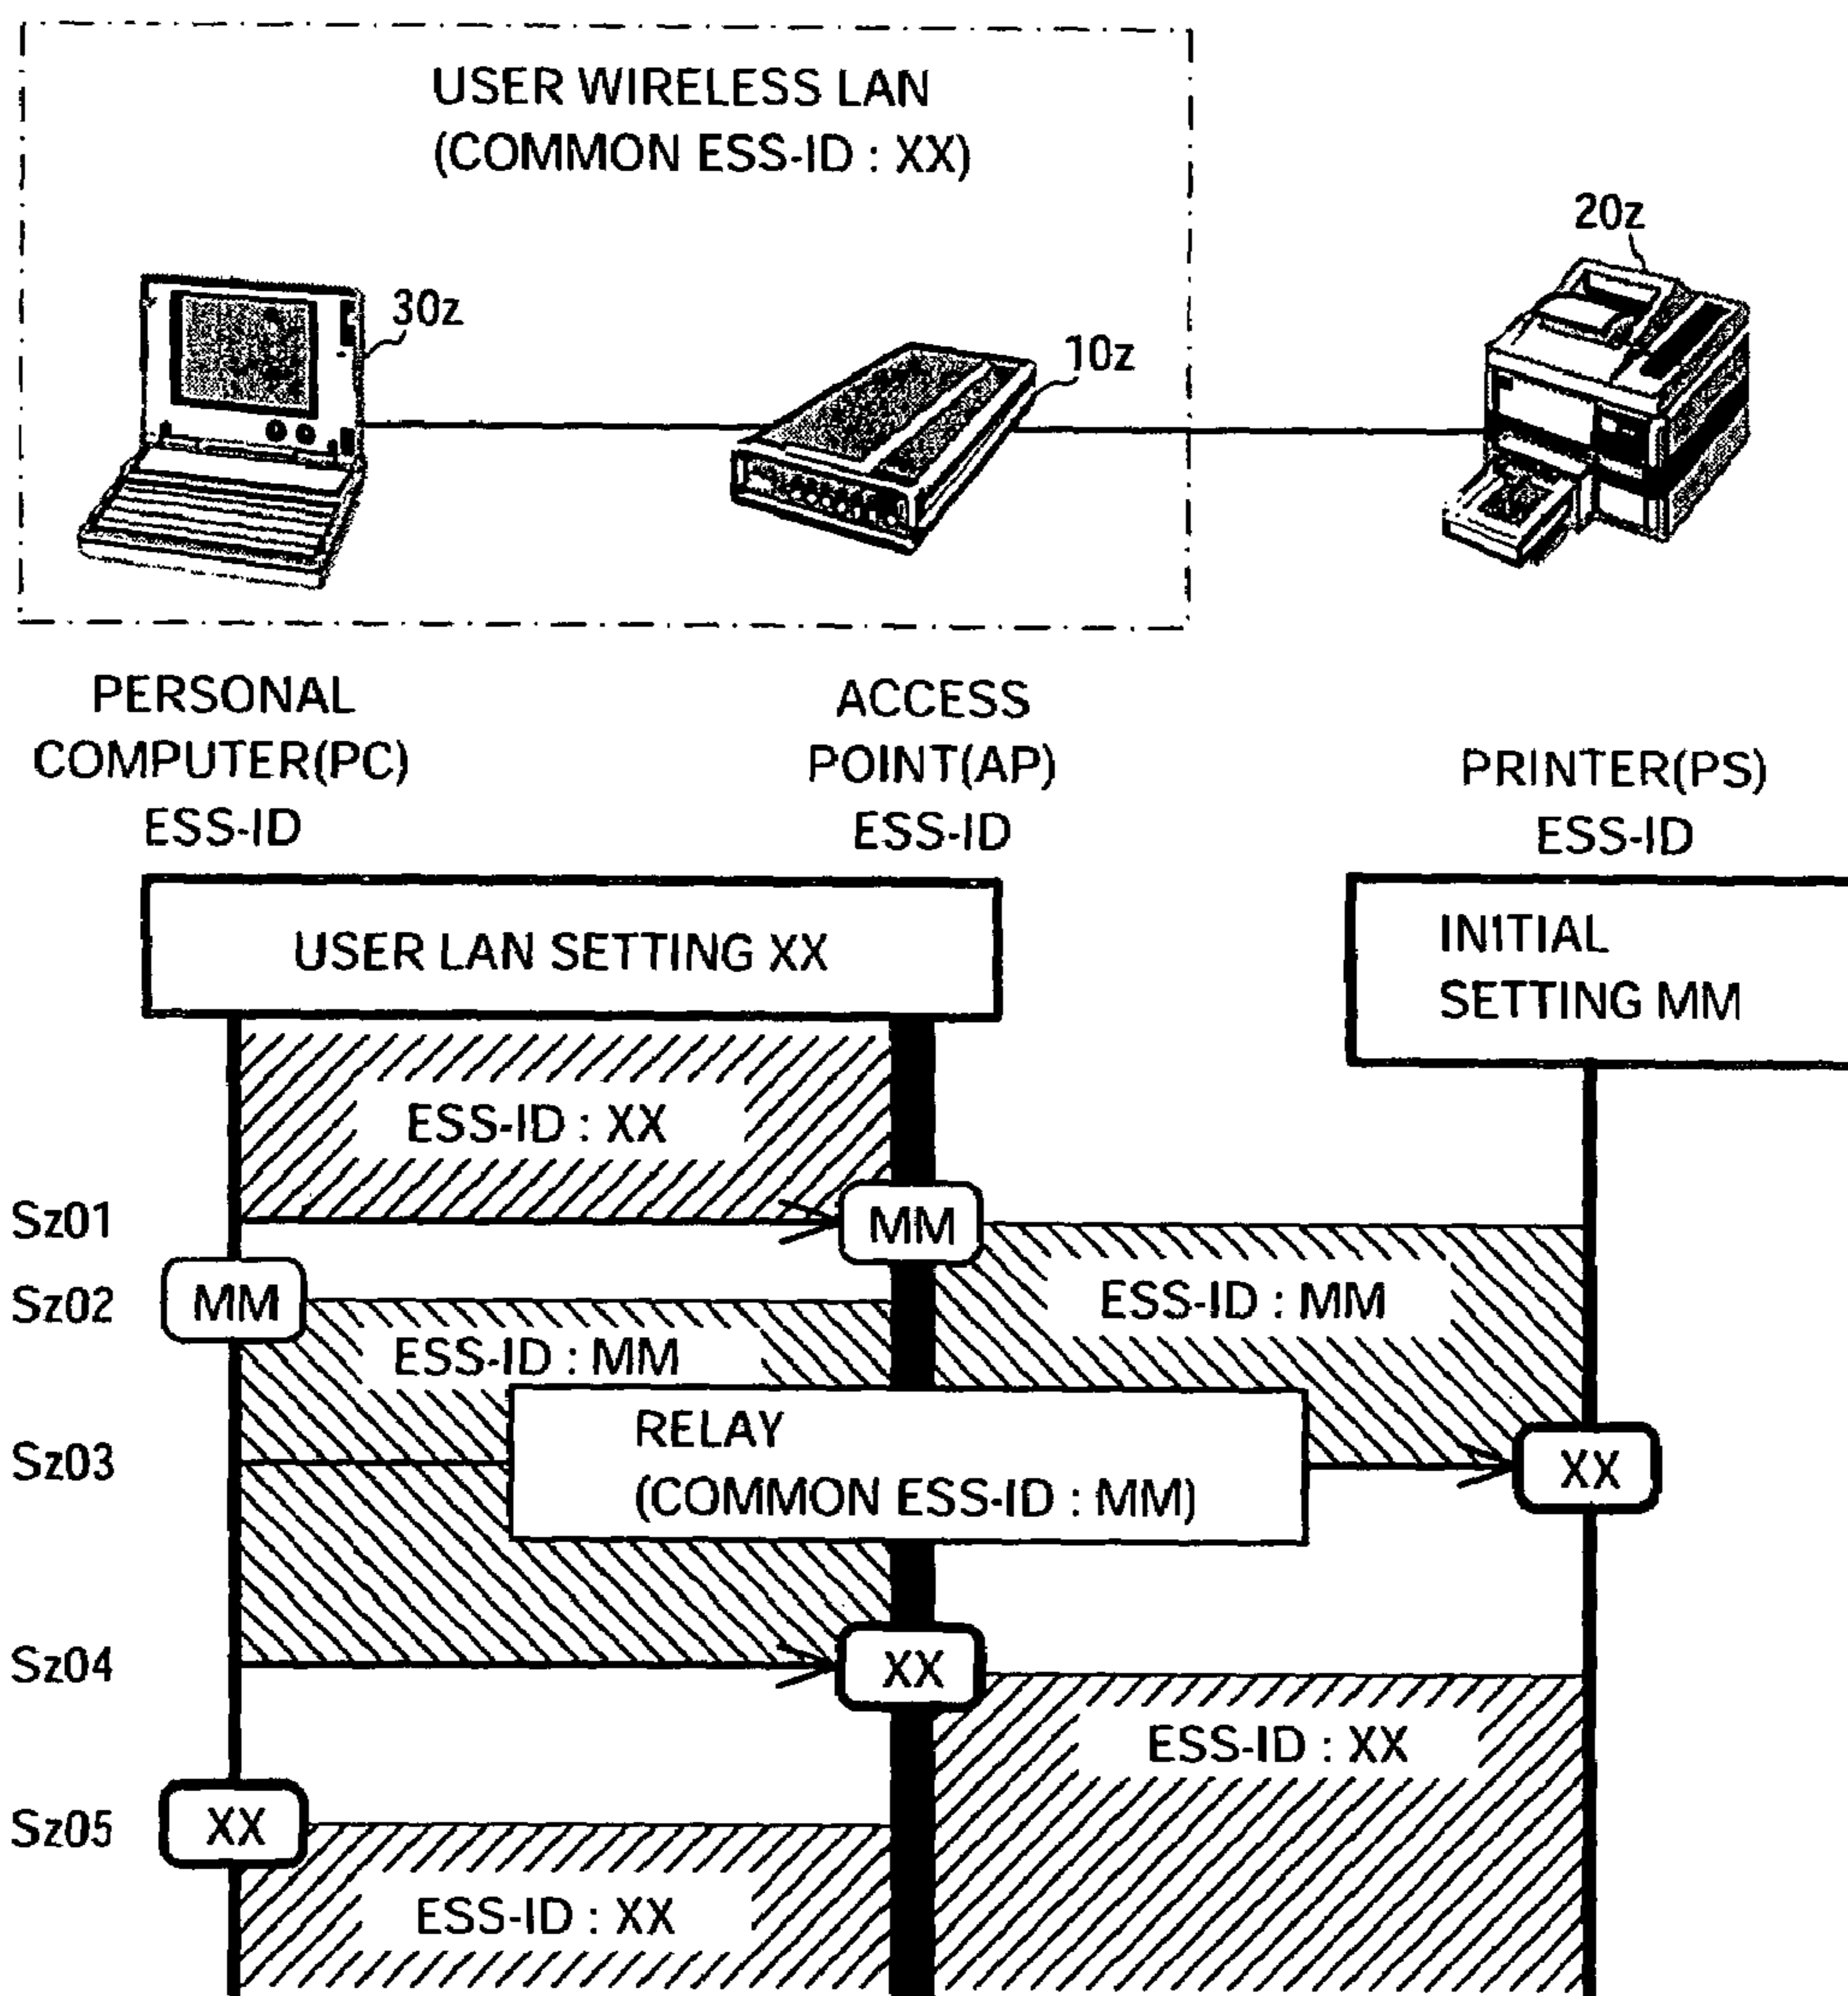 USER WIRELESS LAN
(COMMON ESS-ID : XX)
20z
30z
10z
PERSONAL
COMPUTER(PC)
ESS-ID
ACCESS
POINT(AP)
ESS-ID
PRINTER(PS)
ESS-ID
USER LAN SETTING XX
INITIAL
SETTING MM
ESS-ID : XX
Sz01
MM
Sz02
MM
ESS-ID : MM
ESS-ID : MM
Sz03
RELAY
(COMMON ESS-ID : MM)
XX
Sz04
XX
ESS-ID : XX
Sz05
XX
ESS-ID : XX